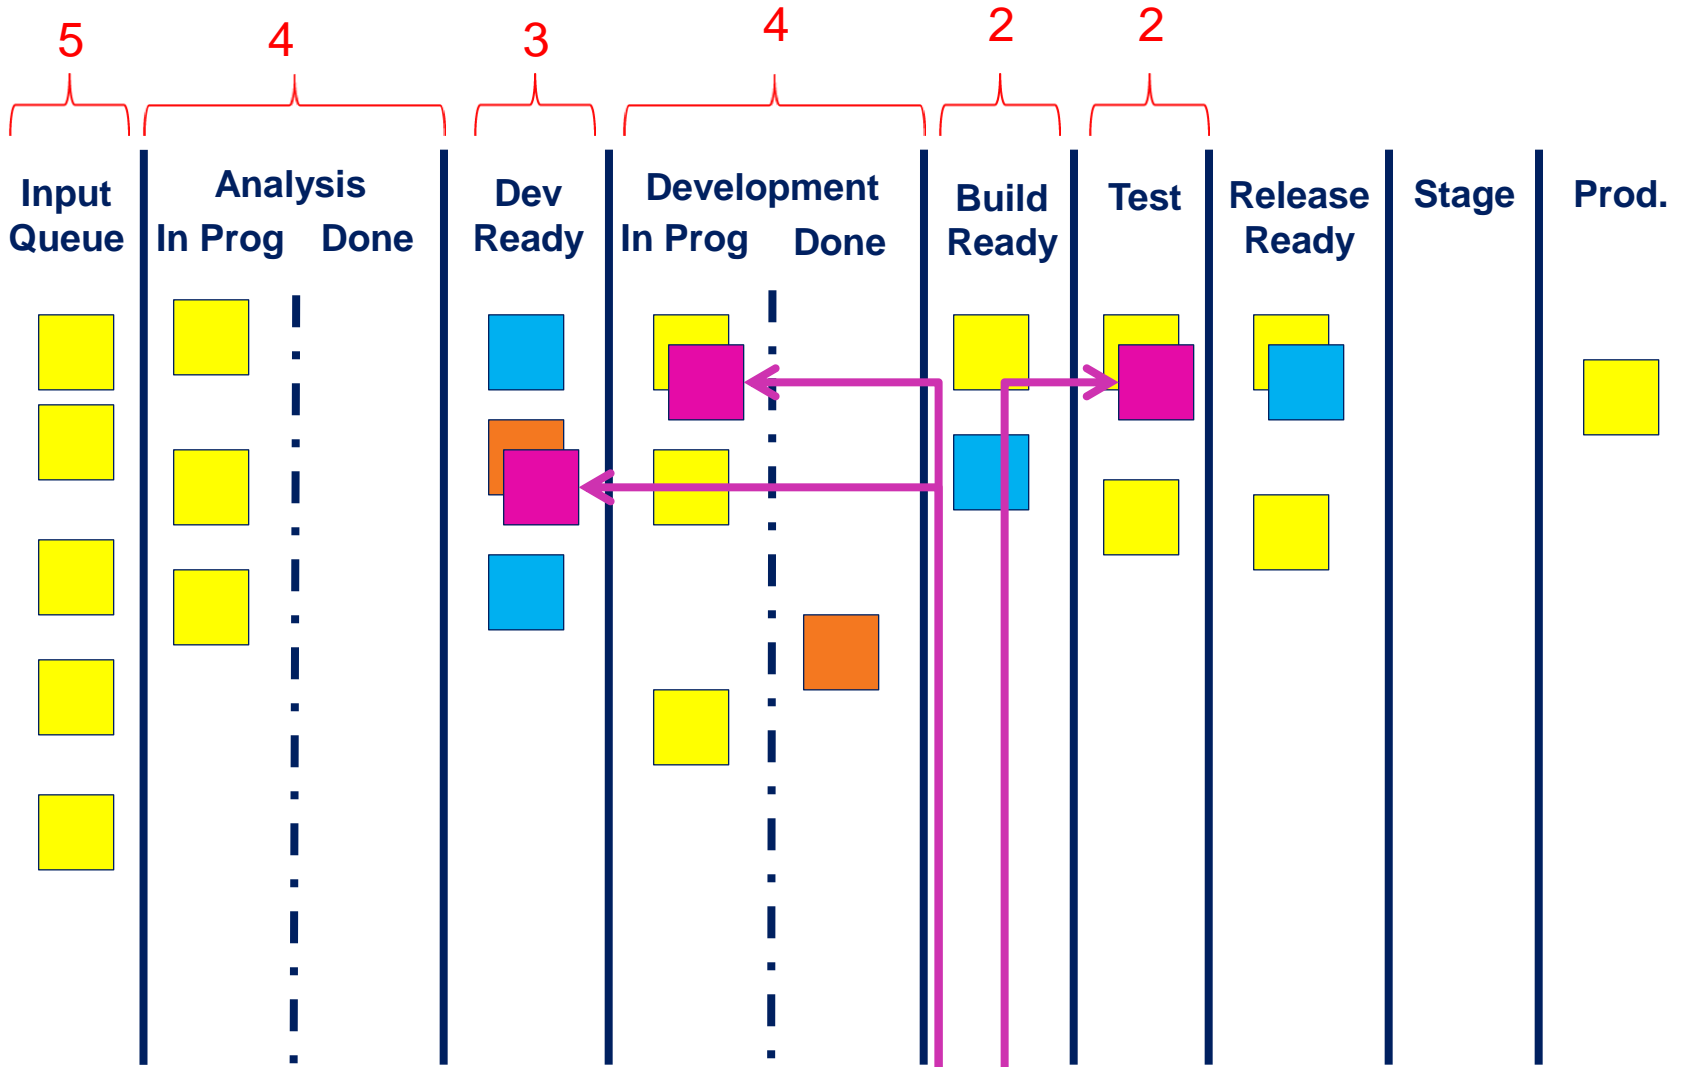 5
4
3
4
2
2
Input
Queue
Analysis
In Prog
Done
Dev
Ready
Development
In Prog
Done
Build
Ready
Test
Release
Ready
Stage
Prod.